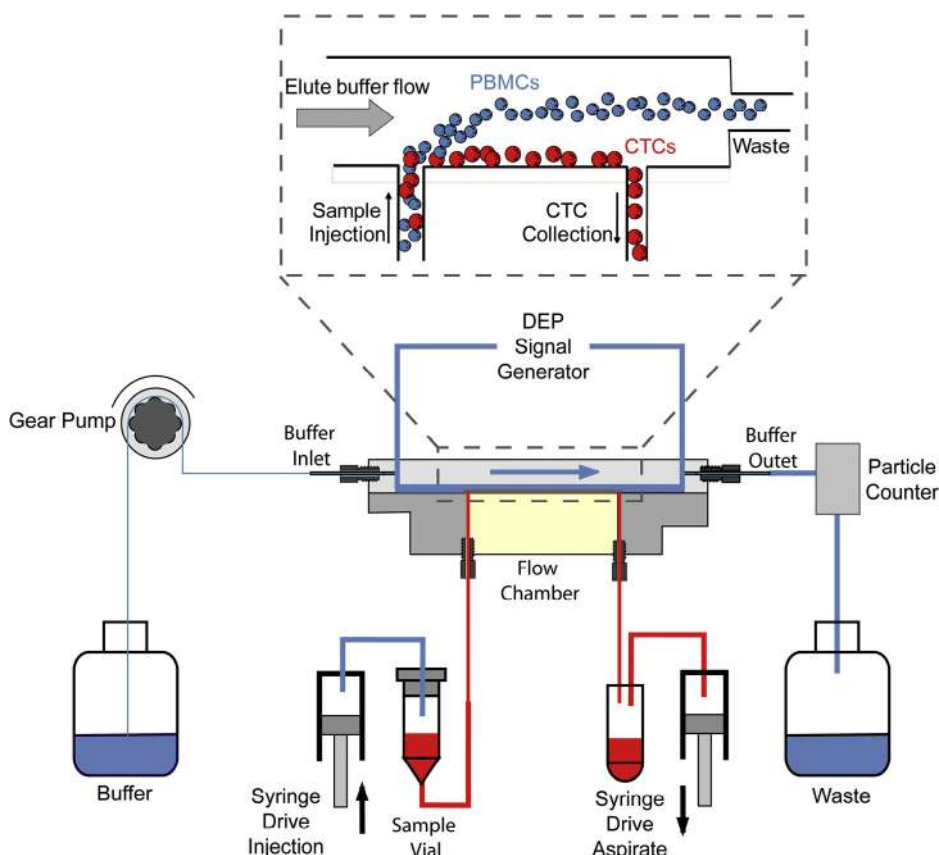 PBMCs
Elute buffer flow
CTCs
Waste
Sample
Injection
CTC
Collection
DEP
Signal
Generator
Gear Pump
Buffer
Inlet
Buffer
Outet
Particle
Counter
Flow
Chamber
Buffer
Syringe
Drive
Injection
Sample
Vial
Syringe
Drive
Aspirate
Waste